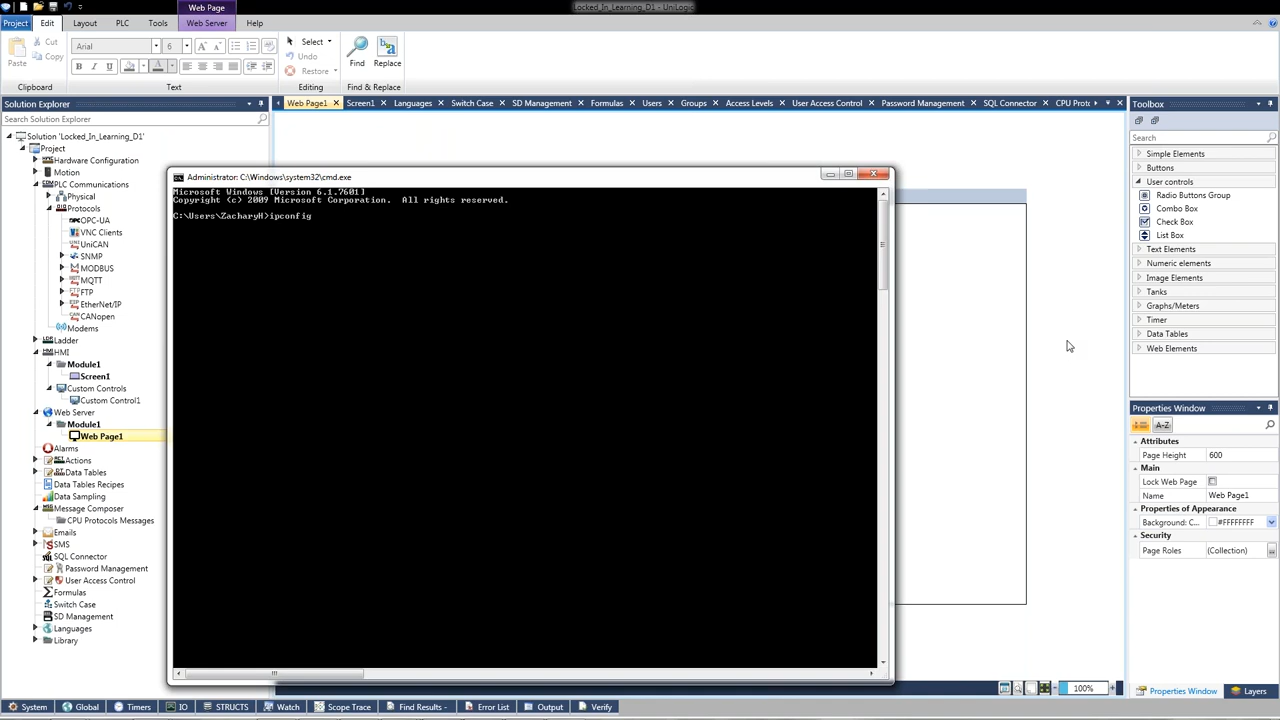 Web Page
Locked_In_Learning_D1 - UniLogic
Project
Edit
Layout
PLC
Tools
Web Server
Help
Paste
Cut
Copy
Clipboard
Arial
6
Text
Select
Undo
Restore
Editing
Find
Replace
Find & Replace
Solution Explorer
Search Solution Explorer
Solution 'Locked_In_Learning_D1'
Project
Hardware Configuration
Motion
PLC Communications
Physical
Protocols
OPC-UA
VNC Clients
UniCAN
SNMP
MODBUS
MQTT
FTP
EtherNet/IP
CANopen
Modems
Ladder
HMI
Module1
Screen1
Custom Controls
Custom Control1
Web Server
Module1
Web Page1
Alarms
Actions
Data Tables
Data Tables Recipes
Data Sampling
Message Composer
CPU Protocols Messages
Emails
SMS
SQL Connector
Password Management
User Access Control
Formulas
Switch Case
SD Management
Languages
Library
Web Page1
Screen1
Languages
Switch Case
SD Management
Formulas
Users
Groups
Access Levels
User Access Control
Password Management
SQL Connector
CPU Proto
Administrator: C:\Windows\system32\cmd.exe
Microsoft Windows [Version 6.1.7601]
Copyright (c) 2009 Microsoft Corporation.  All rights reserved.
C:\Users\ZacharyH>ipconfig
100%
Toolbox
Search
Simple Elements
Buttons
User controls
Radio Buttons Group
Combo Box
Check Box
List Box
Text Elements
Numeric elements
Image Elements
Tanks
Graphs/Meters
Timer
Data Tables
Web Elements
Properties Window
A-Z
Attributes
Page Height 600
Main
Lock Web Page
Name Web Page1
Properties of Appearance
Background: C... #FFFFFFFF
Security
Page Roles (Collection)
Properties Window
Layers
System
Global
Timers
IO
STRUCTS
Watch
Scope Trace
Find Results -
Error List
Output
Verify